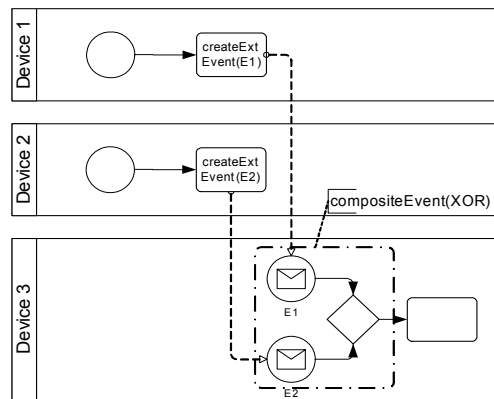 Device 1
createExt
Event(E1)
Device 2
createExt
Event(E2)
compositeEvent(XOR)
Device 3
E1
E2